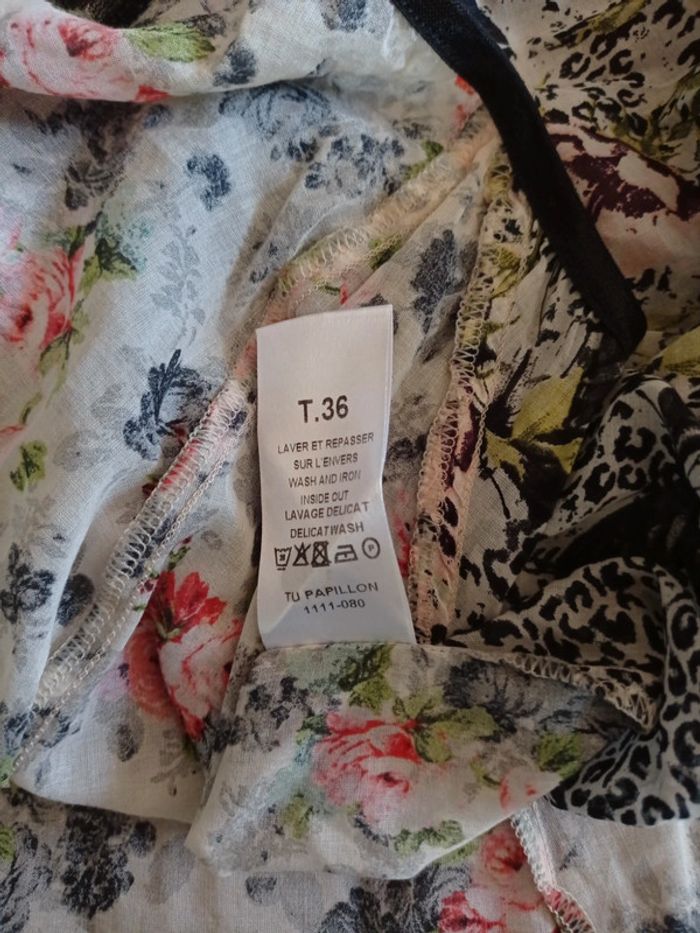 T.36
LAVER ET REPASSER
SUR L'ENVERS
WASH AND IRON
INSIDE OUT
LAVAGE DELICAT
DELICAT WASH
P
TU PAPILLON
1111-080